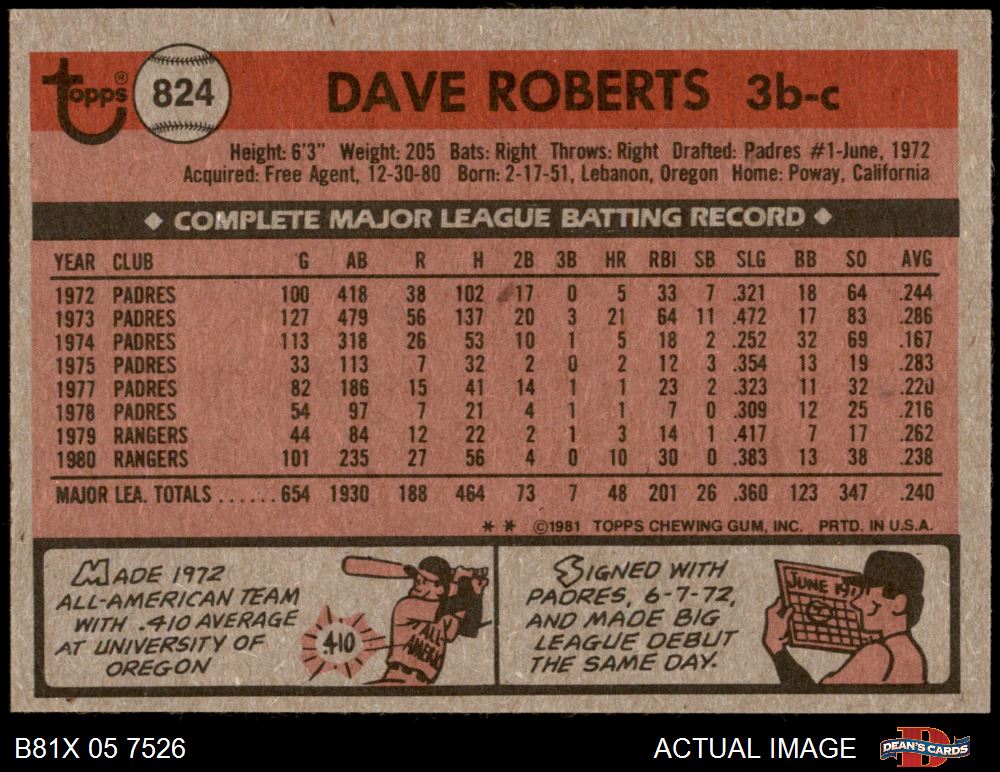 Topps® 824 DAVE ROBERTS 3b-c
Height: 6'3" Weight: 205 Bats: Right Throws: Right Drafted: Padres #1-June, 1972
Acquired: Free Agent, 12-30-80 Born: 2-17-51, Lebanon, Oregon Home: Poway, California
◆ COMPLETE MAJOR LEAGUE BATTING RECORD ◆
YEAR CLUB G AB R H 2B 3B HR RBI SB SLG BB SO AVG
1972 PADRES 100 418 38 102 17 0 5 33 7 .321 18 64 .244
1973 PADRES 127 479 56 137 20 3 21 64 11 .472 17 83 .286
1974 PADRES 113 318 26 53 10 1 5 18 2 .252 32 69 .167
1975 PADRES 33 113 7 32 2 0 2 12 3 .354 13 19 .283
1977 PADRES 82 186 15 41 14 1 1 23 2 .323 11 32 .220
1978 PADRES 54 97 7 21 4 1 1 7 0 .309 12 25 .216
1979 RANGERS 44 84 12 22 2 1 3 14 1 .417 7 17 .262
1980 RANGERS 101 235 27 56 4 0 10 30 0 .383 13 38 .238
MAJOR LEA. TOTALS ...... 654 1930 188 464 73 7 48 201 26 .360 123 347 .240
* * ©1981 TOPPS CHEWING GUM, INC. PRTD. IN U.S.A.
MADE 1972
ALL-AMERICAN TEAM
WITH .410 AVERAGE
AT UNIVERSITY OF
OREGON
.410
ALL
AMERI
SIGNED WITH
PADRES, 6-7-72,
AND MADE BIG
LEAGUE DEBUT
THE SAME DAY.
JUNE
B81X 05 7526 ACTUAL IMAGE DEAN'S CARDS